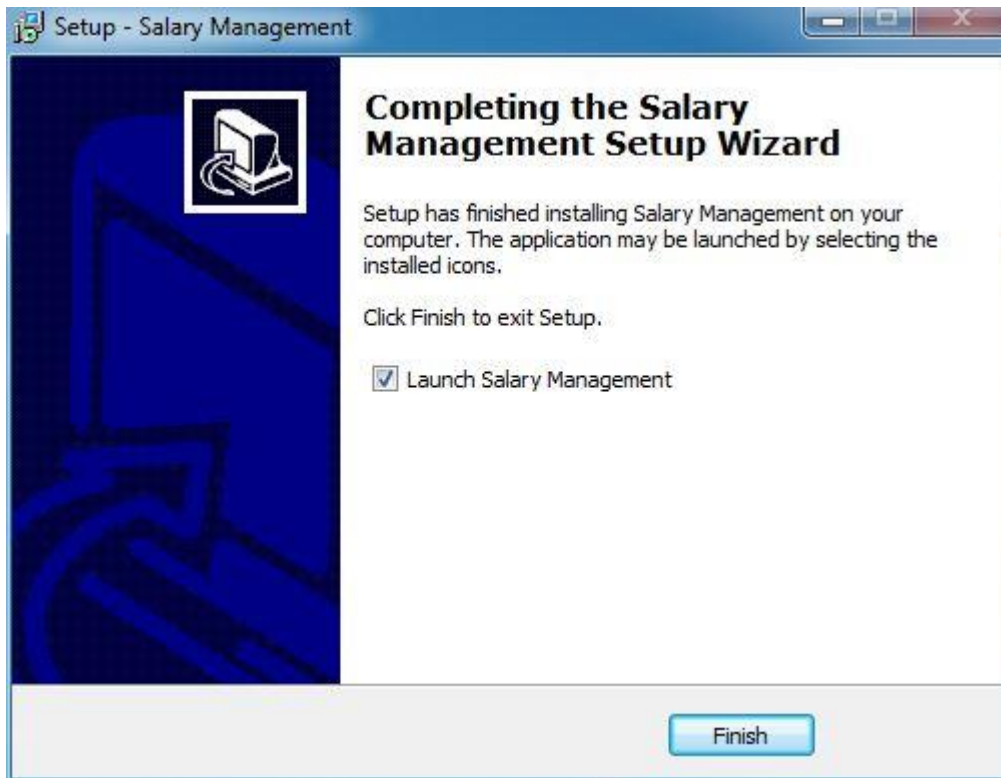 Setup - Salary Management
Completing the Salary
Management Setup Wizard
Setup has finished installing Salary Management on your
computer. The application may be launched by selecting the
installed icons.
Click Finish to exit Setup.
Launch Salary Management
Finish